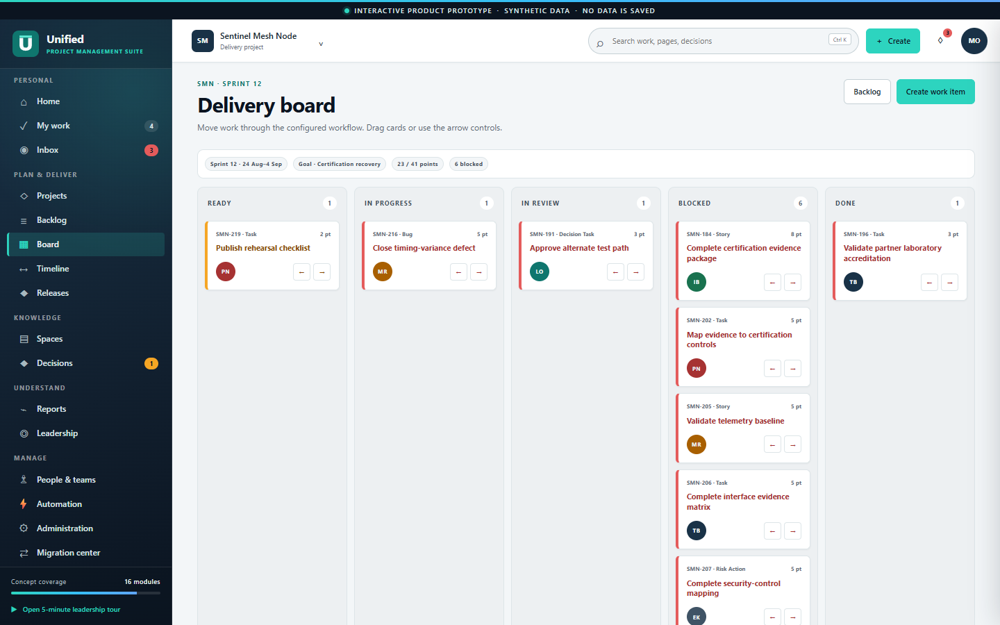 INTERACTIVE PRODUCT PROTOTYPE · SYNTHETIC DATA · NO DATA IS SAVED
Unified
PROJECT MANAGEMENT SUITE
PERSONAL
Home
My work 4
Inbox 3
PLAN & DELIVER
Projects
Backlog
Board
Timeline
Releases
KNOWLEDGE
Spaces
Decisions 1
UNDERSTAND
Reports
Leadership
MANAGE
People & teams
Automation
Administration
Migration center
Concept coverage 16 modules
Open 5-minute leadership tour
SM
Sentinel Mesh Node
Delivery project
Search work, pages, decisions
Ctrl K
+ Create
3
MO
SMN · SPRINT 12
Delivery board
Move work through the configured workflow. Drag cards or use the arrow controls.
Backlog
Create work item
Sprint 12 · 24 Aug–4 Sep
Goal · Certification recovery
23 / 41 points
6 blocked
READY 1
SMN-219 · Task 2 pt
Publish rehearsal checklist
PN
← →
IN PROGRESS 1
SMN-216 · Bug 5 pt
Close timing-variance defect
MR
← →
IN REVIEW 1
SMN-191 · Decision Task 3 pt
Approve alternate test path
LO
← →
BLOCKED 6
SMN-184 · Story 8 pt
Complete certification evidence
package
IB
← →
SMN-202 · Task 5 pt
Map evidence to certification
controls
PN
← →
SMN-205 · Story 5 pt
Validate telemetry baseline
MR
← →
SMN-206 · Task 5 pt
Complete interface evidence
matrix
TB
← →
SMN-207 · Risk Action 5 pt
Complete security-control
mapping
EK
← →
DONE 1
SMN-196 · Task 3 pt
Validate partner laboratory
accreditation
TB
← →